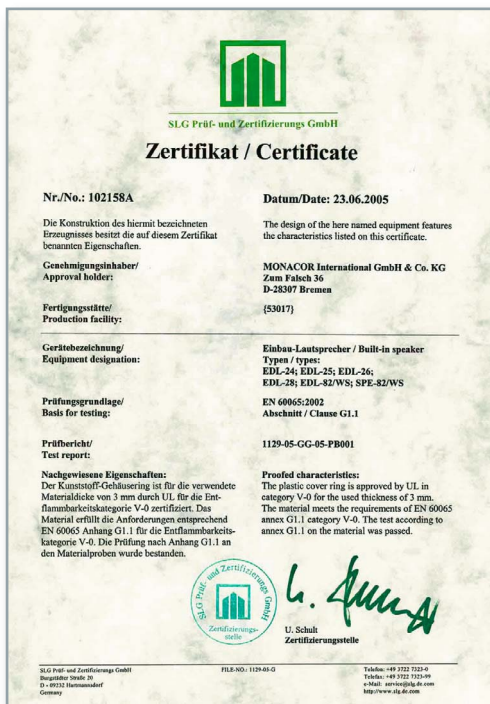 SLG Prüf- und Zertifizierungs GmbH
Zertifikat / Certificate
Nr./No.: 102158A
Datum/Date: 23.06.2005
Die Konstruktion des hiermit bezeichneten
Erzeugnisses besitzt die auf diesem Zertifikat
benannten Eigenschaften.
The design of the here named equipment features
the characteristics listed on this certificate.
Genehmigungsinhaber/
Approval holder:
MONACOR International GmbH & Co. KG
Zum Falsch 36
D-28307 Bremen
Fertigungsstätte/
Production facility:
{53017}
Gerätebezeichnung/
Equipment designation:
Einbau-Lautsprecher / Built-in speaker
Typen / types:
EDL-24; EDL-25; EDL-26;
EDL-28; EDL-82/WS; SPE-82/WS
Prüfungsgrundlage/
Basis for testing:
EN 60065:2002
Abschnitt / Clause G1.1
Prüfbericht/
Test report:
1129-05-GG-05-PB001
Nachgewiesene Eigenschaften:
Der Kunststoff-Gehäusering ist für die verwendete
Materialdicke von 3 mm durch UL für die Ent-
flammbarkeitskategorie V-0 zertifiziert. Das
Material erfüllt die Anforderungen entsprechend
EN 60065 Anhang G1.1 für die Entflammbarkeits-
kategorie V-0. Die Prüfung nach Anhang G1.1 an
den Materialproben wurde bestanden.
Proofed characteristics:
The plastic cover ring is approved by UL in
category V-0 for the used thickness of 3 mm.
The material meets the requirements of EN 60065
annex G1.1 category V-0. The test according to
annex G1.1 on the material was passed.
SLG Prüf- und Zertifizierungs GmbH
Zertifizierungs-
stelle
U. Schult
Zertifizierungsstelle
SLG Prüf- und Zertifizierungs GmbH
Burgstädter Straße 20
D - 09232 Hartmannsdorf
Germany
FILE-NO.: 1129-05-G
Telefon: +49 3722 7323-0
Telefax: +49 3722 7323-99
e-Mail: service@slg.de.com
http://www.slg.de.com